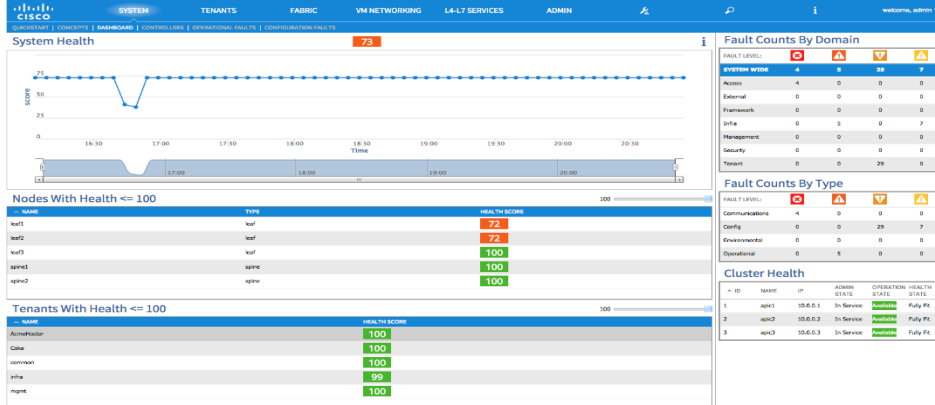 CISCO SYSTEM TENANTS FABRIC VM NETWORKING L4-L7 SERVICES ADMIN i welcome, admin
QUICKSTART | CONCEPTS | DASHBOARD | CONTROLLERS | OPERATIONAL FAULTS | CONFIGURATION FAULTS
System Health 73 i
SCORE
75
50
25
0
16:30 17:00 17:30 18:00 18:30 19:00 19:30 20:00 20:30
Time
17:00 18:00 19:00 20:00
Nodes With Health <= 100 100
NAME TYPE HEALTH SCORE
leaf1 leaf 72
leaf2 leaf 72
leaf3 leaf 100
spine1 spine 100
spine2 spine 100
Tenants With Health <= 100 100
NAME HEALTH SCORE
AcmeHoster 100
Coke 100
common 100
infra 99
mgmt 100
Fault Counts By Domain
FAULT LEVEL:
SYSTEM WIDE 4 5 29 7
Access 4 0 0 0
External 0 0 0 0
Framework 0 0 0 0
Infra 0 5 0 7
Management 0 0 0 0
Security 0 0 0 0
Tenant 0 0 29 0
Fault Counts By Type
FAULT LEVEL:
Communications 4 0 0 0
Config 0 0 29 7
Environmental 0 0 0 0
Operational 0 5 0 0
Cluster Health
ID NAME IP ADMIN STATE OPERATION STATE HEALTH STATE
1 apic1 10.0.0.1 In Service Available Fully Fit
2 apic2 10.0.0.2 In Service Available Fully Fit
3 apic3 10.0.0.3 In Service Available Fully Fit